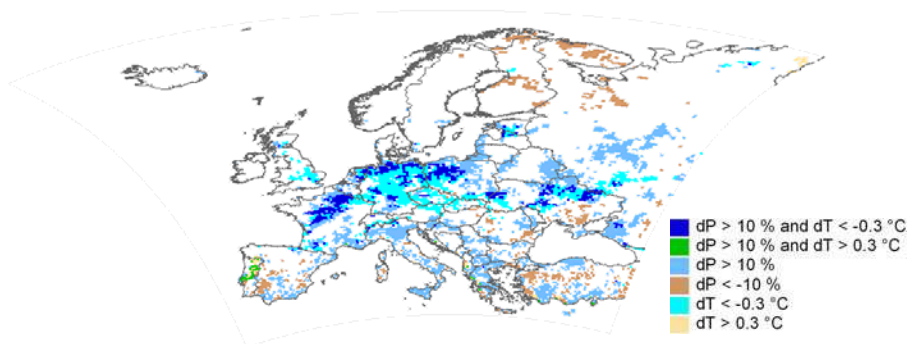 dP > 10 % and dT < -0.3 °C
dP > 10 % and dT > 0.3 °C
dP > 10 %
dP < -10 %
dT < -0.3 °C
dT > 0.3 °C